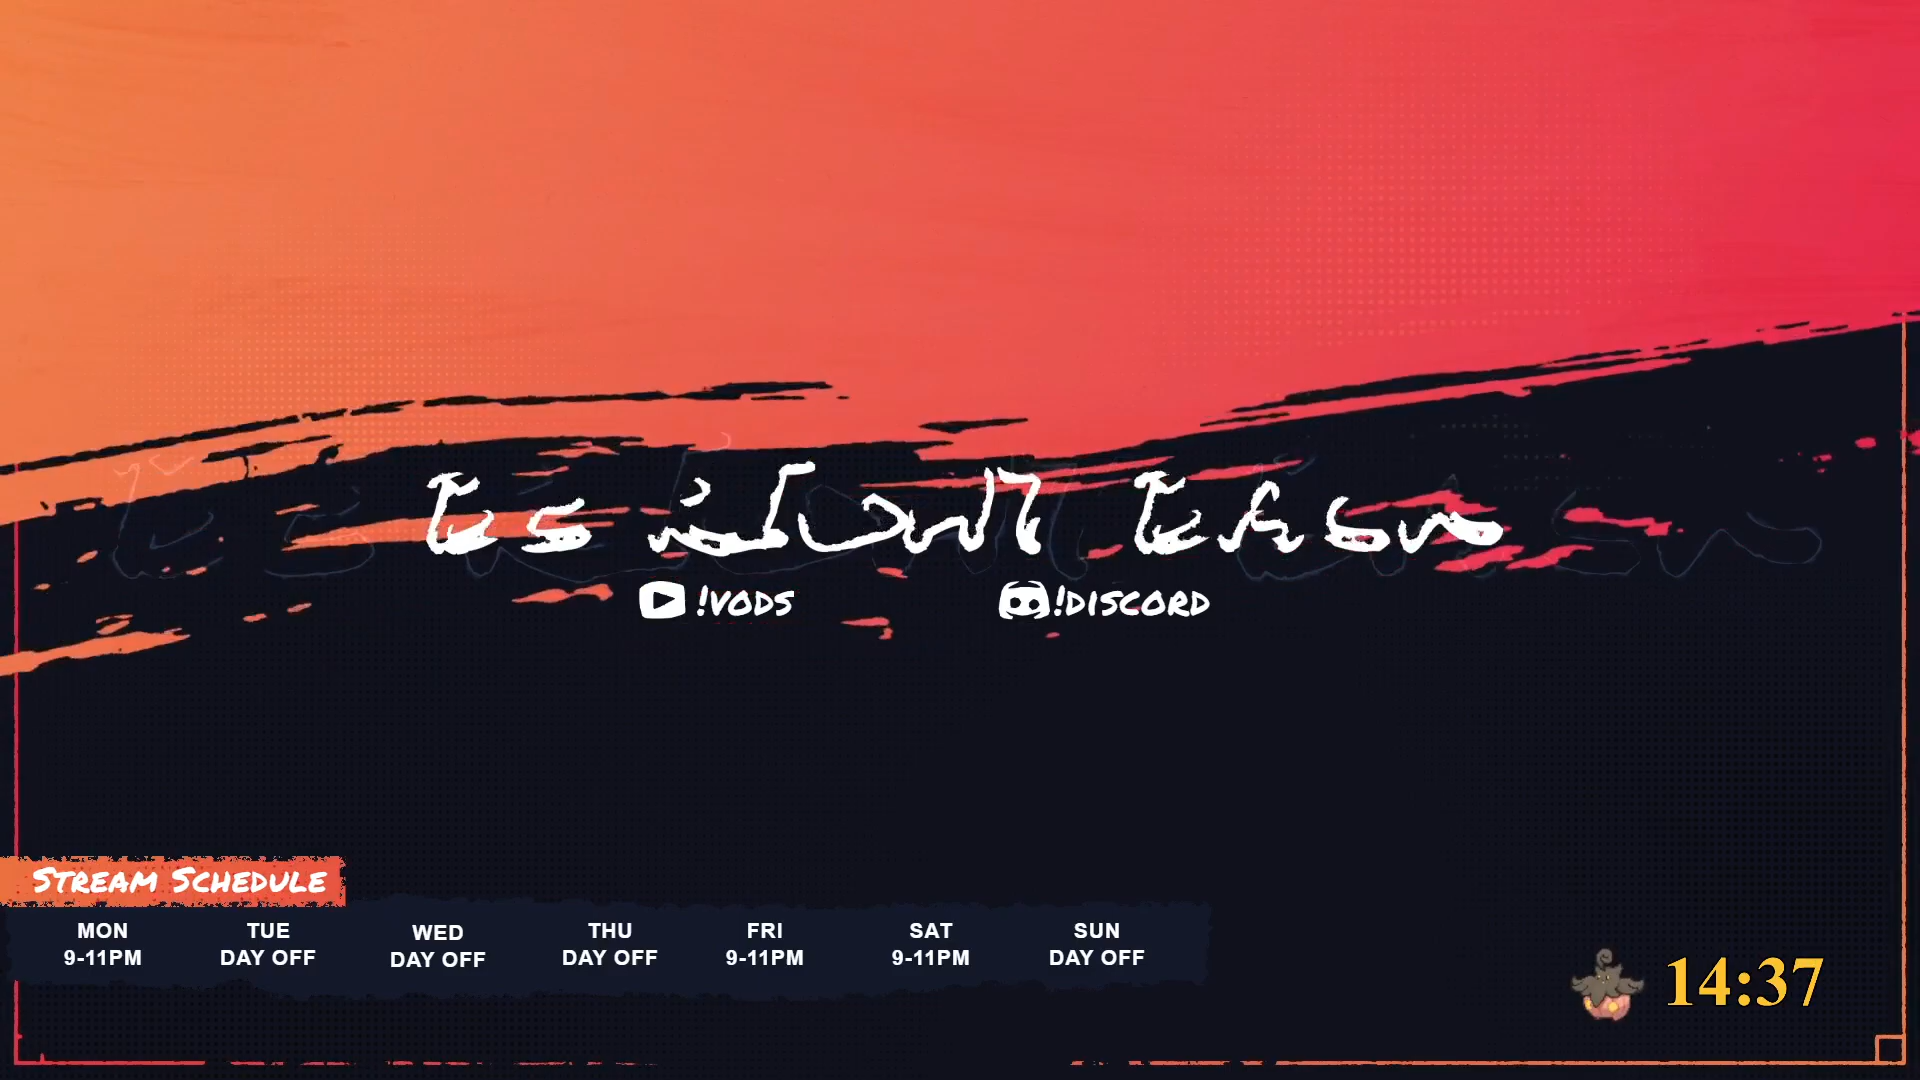 !VODS
!DISCORD
STREAM SCHEDULE
MON TUE WED THU FRI SAT SUN
9-11PM DAY OFF DAY OFF DAY OFF 9-11PM 9-11PM DAY OFF
14:37